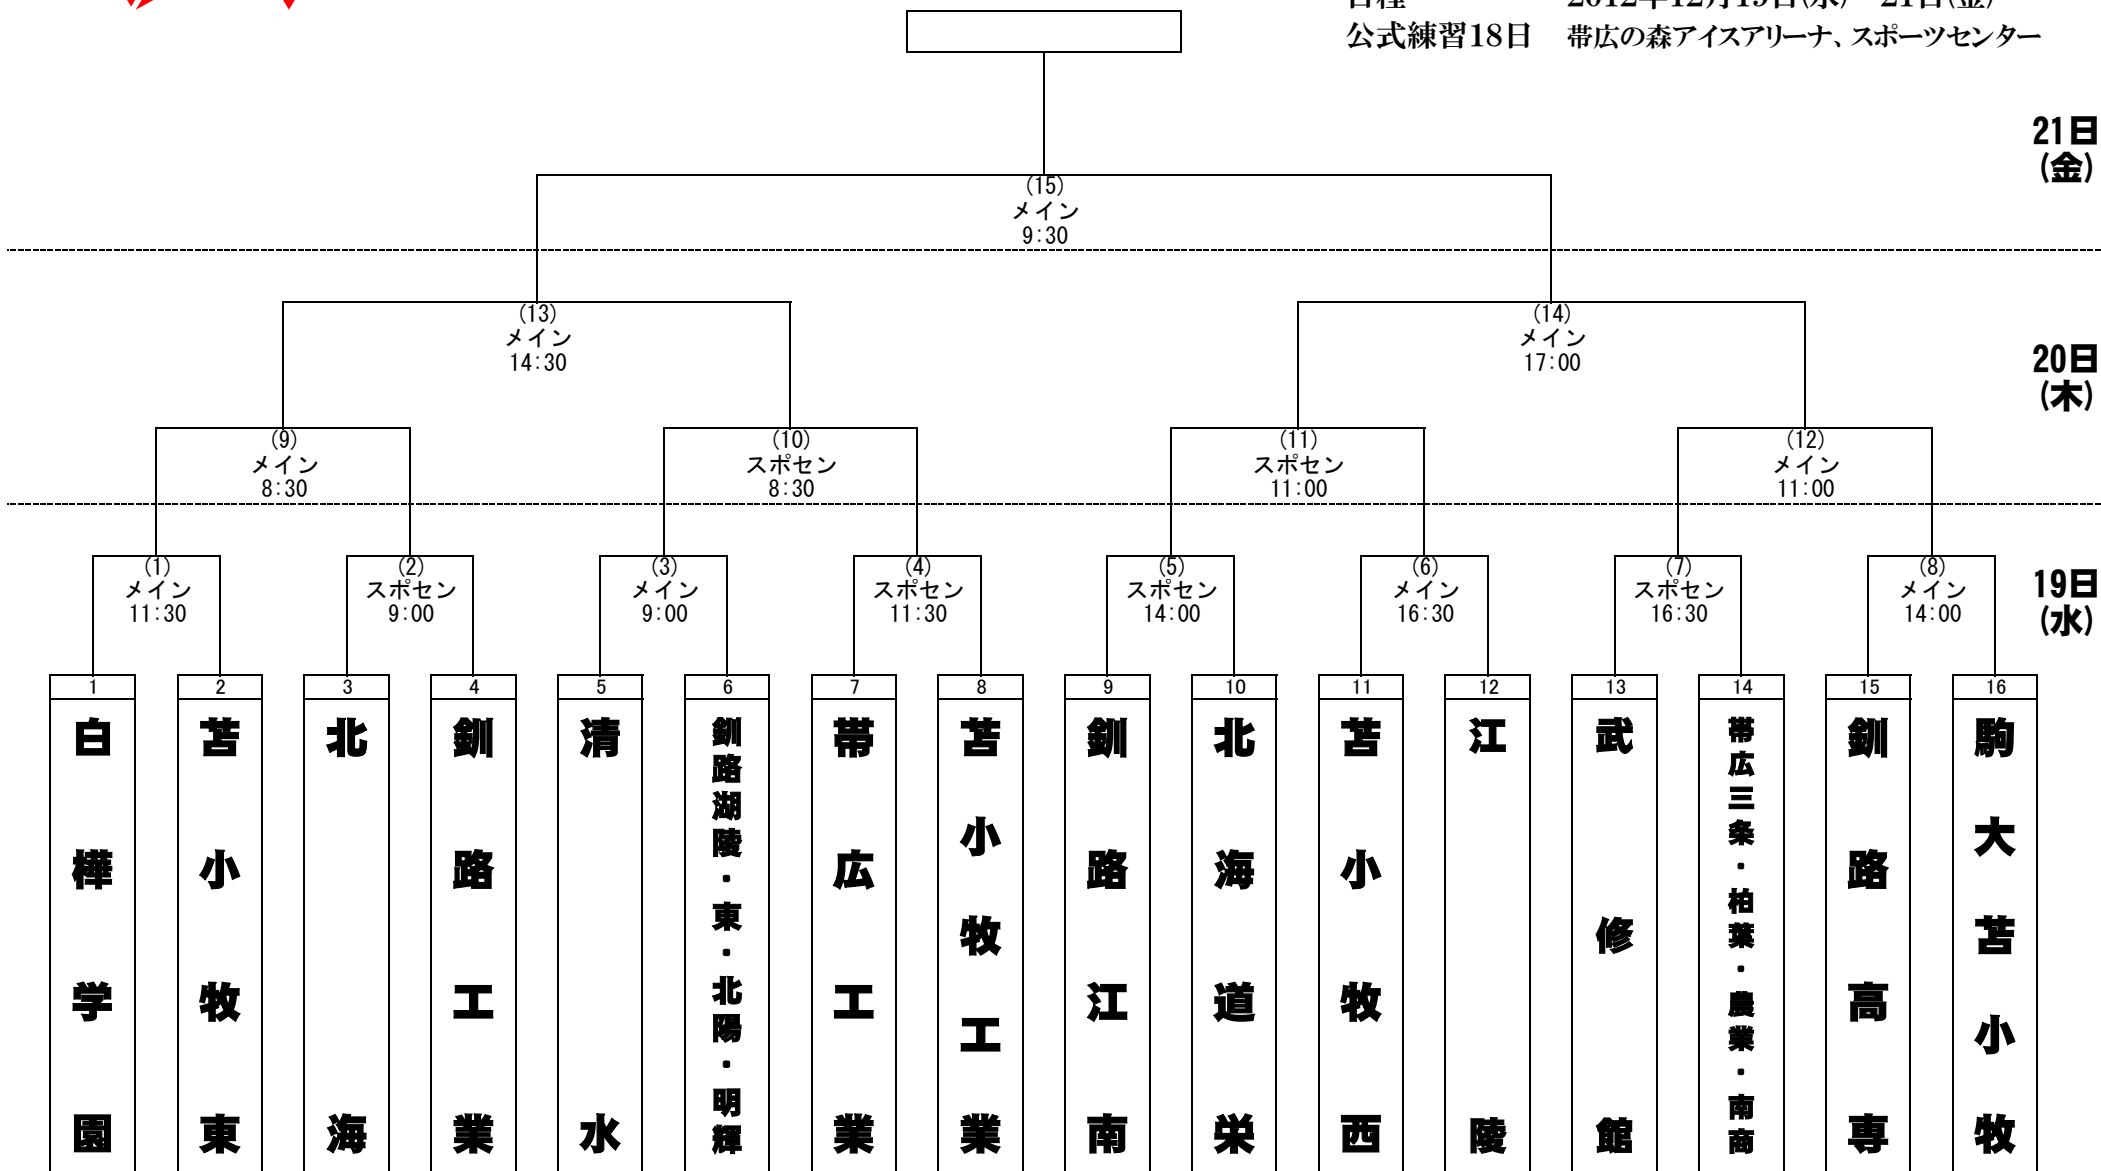 公式練習18日 帯広の森アイスアリーナ、スポーツセンター
21日
(金)
(15)
メイン
9:30
(13)
メイン
14:30
(14)
メイン
17:00
20日
(木)
(9)
メイン
8:30
(10)
スポセン
8:30
(11)
スポセン
11:00
(12)
メイン
11:00
(1)
メイン
11:30
(2)
スポセン
9:00
(3)
メイン
9:00
(4)
スポセン
11:30
(5)
スポセン
14:00
(6)
メイン
16:30
(7)
スポセン
16:30
(8)
メイン
14:00
19日
(水)
1
白樺学園
2
苫小牧東
3
北海
4
釧路工業
5
清水
6
釧路湖陵・東・北陽・明輝
7
帯広工業
8
苫小牧工業
9
釧路江南
10
北海道栄
11
苫小牧西
12
江陵
13
武修館
14
帯広三条・柏葉・農業・南商
15
釧路高専
16
駒大苫小牧